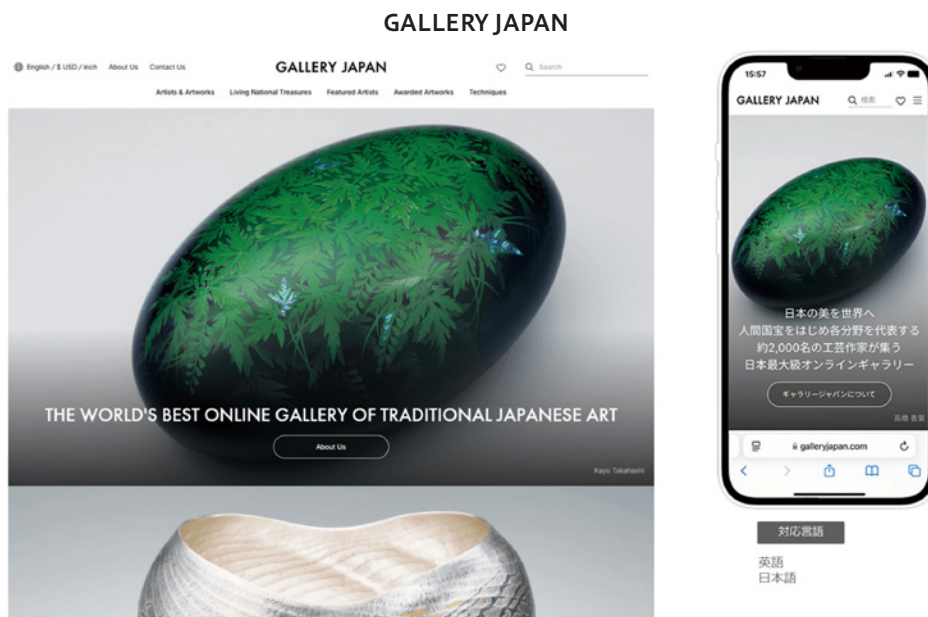 GALLERY JAPAN
English / $ USD / inch About Us Contact Us GALLERY JAPAN Search
Artists & Artworks Living National Treasures Featured Artists Awarded Artworks Techniques
THE WORLD'S BEST ONLINE GALLERY OF TRADITIONAL JAPANESE ART
About Us
Kayo Takahashi
15:57
GALLERY JAPAN 検索
日本の美を世界へ
人間国宝をはじめ各分野を代表する
約2,000名の工芸作家が集う
日本最大級オンラインギャラリー
ギャラリージャパンについて
galleryjapan.com
対応言語
英語
日本語